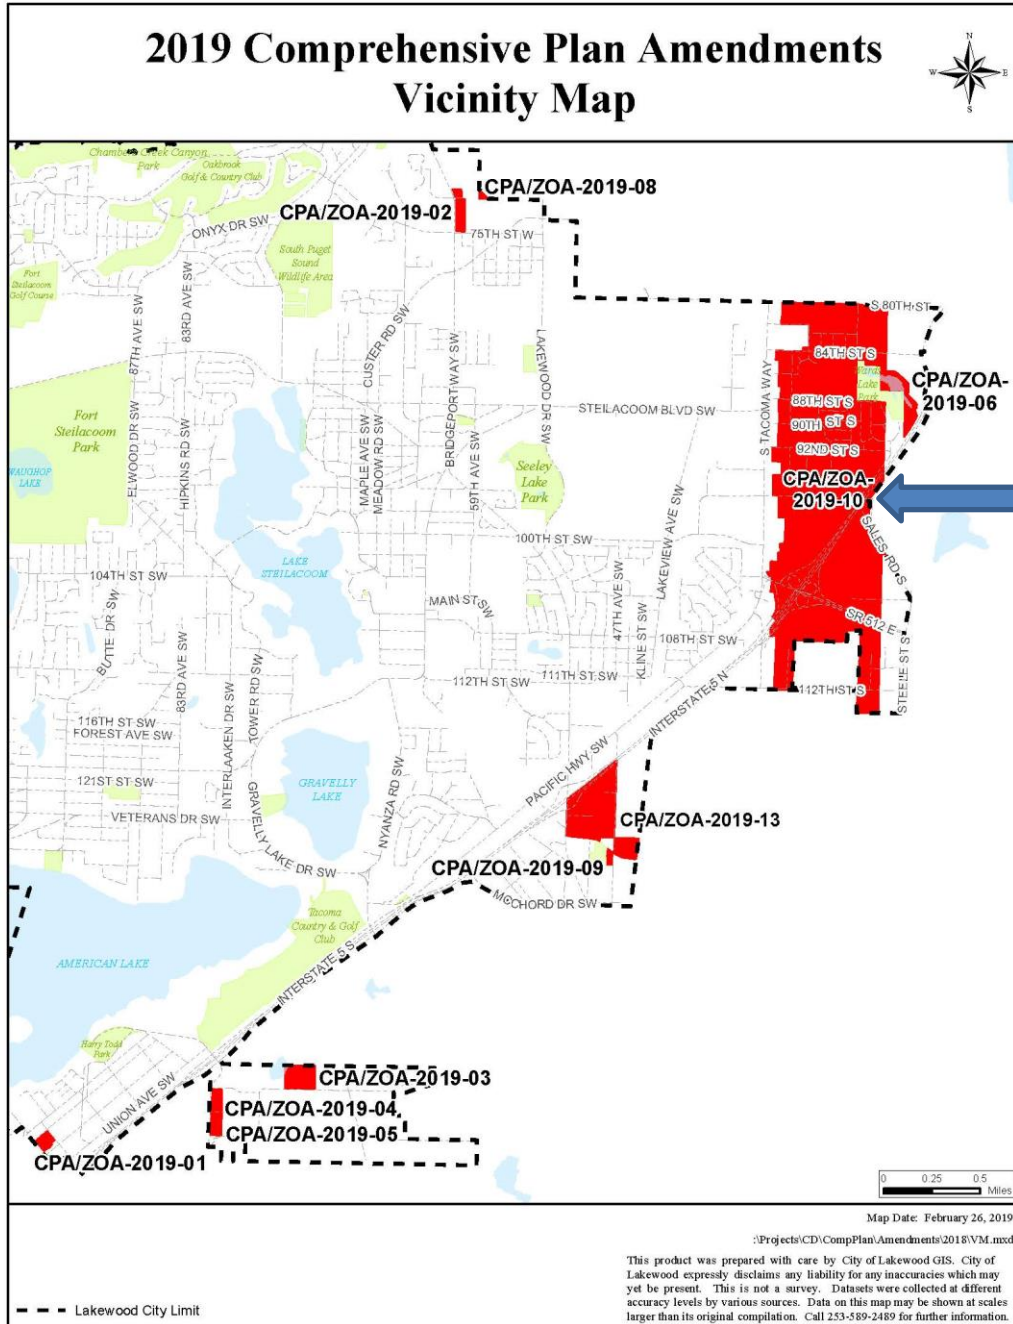 2019 Comprehensive Plan Amendments
Vicinity Map
N
W E
S
Chambers Creek Canyon
Park
Oakbrook
Golf & Country Club
CPA/ZOA-2019-08
CPA/ZOA-2019-02
ONYX DR SW
75TH ST W
South Puget
Sound
Wildlife Area
Fort
Steilacoom
Golf Course
83RD AVE SW
87TH AVE SW
CUSTER RD SW
BRIDGEPORT WAY SW
LAKEWOOD DR SW
S 80TH ST
84TH ST S
S TACOMA WAY
Wards
Lake
Park
CPA/ZOA-
2019-06
88TH ST S
90TH ST S
92ND ST S
STEILACOOM BLVD SW
Fort
Steilacoom
Park
WAUGHOP
LAKE
ELWOOD DR SW
HIPKINS RD SW
MAPLE AVE SW
MEADOW RD SW
59TH AVE SW
Seeley
Lake
Park
CPA/ZOA-
2019-10
SALES RD S
100TH ST SW
LAKEVIEW AVE SW
LAKE
STEILACOOM
104TH ST SW
MAIN ST SW
47TH AVE SW
KLINE ST SW
108TH ST SW
SR 512 E
STEELE ST S
BUTTE DR SW
83RD AVE SW
112TH ST SW
111TH ST SW
112TH ST S
INTERSTATE 5 N
INTERLAAKEN DR SW
TOWER RD SW
116TH ST SW
FOREST AVE SW
121ST ST SW
VETERANS DR SW
GRAVELLY
LAKE
GRAVELLY LAKE DR SW
NYANZA RD SW
PACIFIC HWY SW
CPA/ZOA-2019-13
CPA/ZOA-2019-09
MCCHORD DR SW
Tacoma
Country & Golf
Club
AMERICAN LAKE
INTERSTATE 5 S
Harry Todd
Park
UNION AVE SW
CPA/ZOA-2019-03
CPA/ZOA-2019-04
CPA/ZOA-2019-05
CPA/ZOA-2019-01
0 0.25 0.5
Miles
Map Date: February 26, 2019
:\Projects\CD\CompPlan\Amendments\2018\VM.mxd
This product was prepared with care by City of Lakewood GIS. City of
Lakewood expressly disclaims any liability for any inaccuracies which may
yet be present. This is not a survey. Datasets were collected at different
accuracy levels by various sources. Data on this map may be shown at scales
larger than its original compilation. Call 253-589-2489 for further information.
Lakewood City Limit